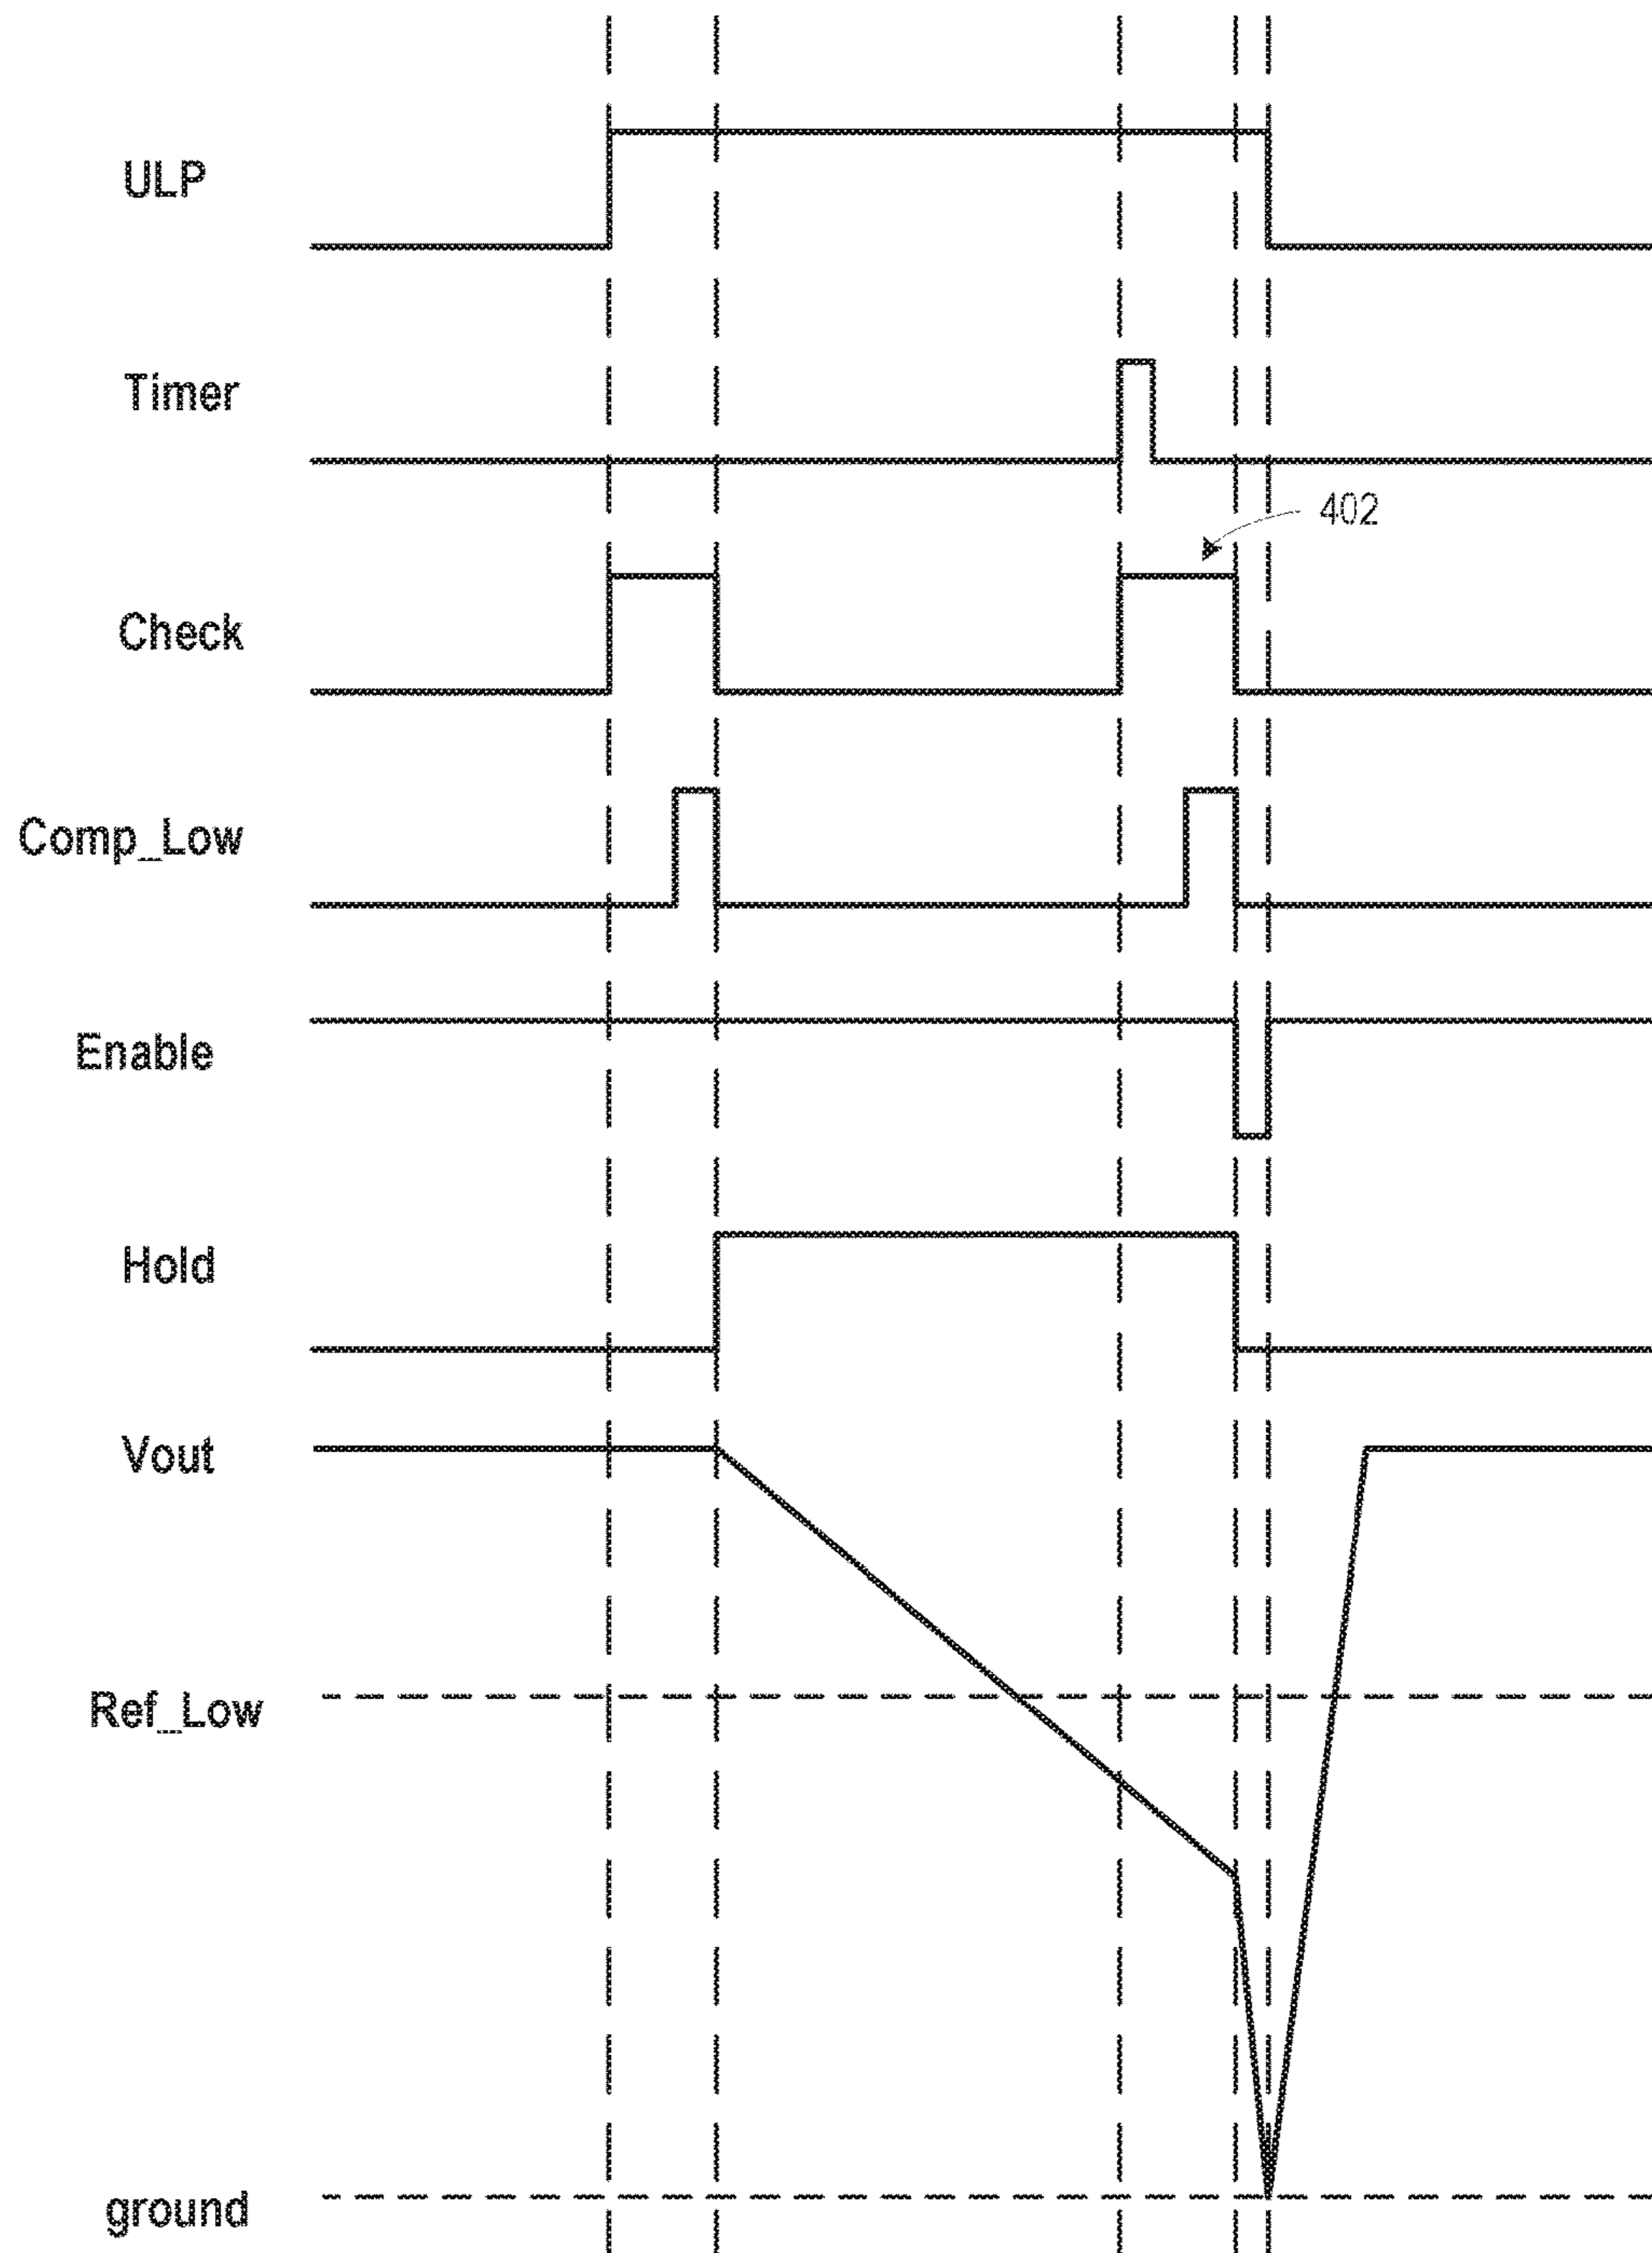 ULP
Timer
402
Check
Comp_Low
Enable
Hold
Vout
Ref_Low
ground